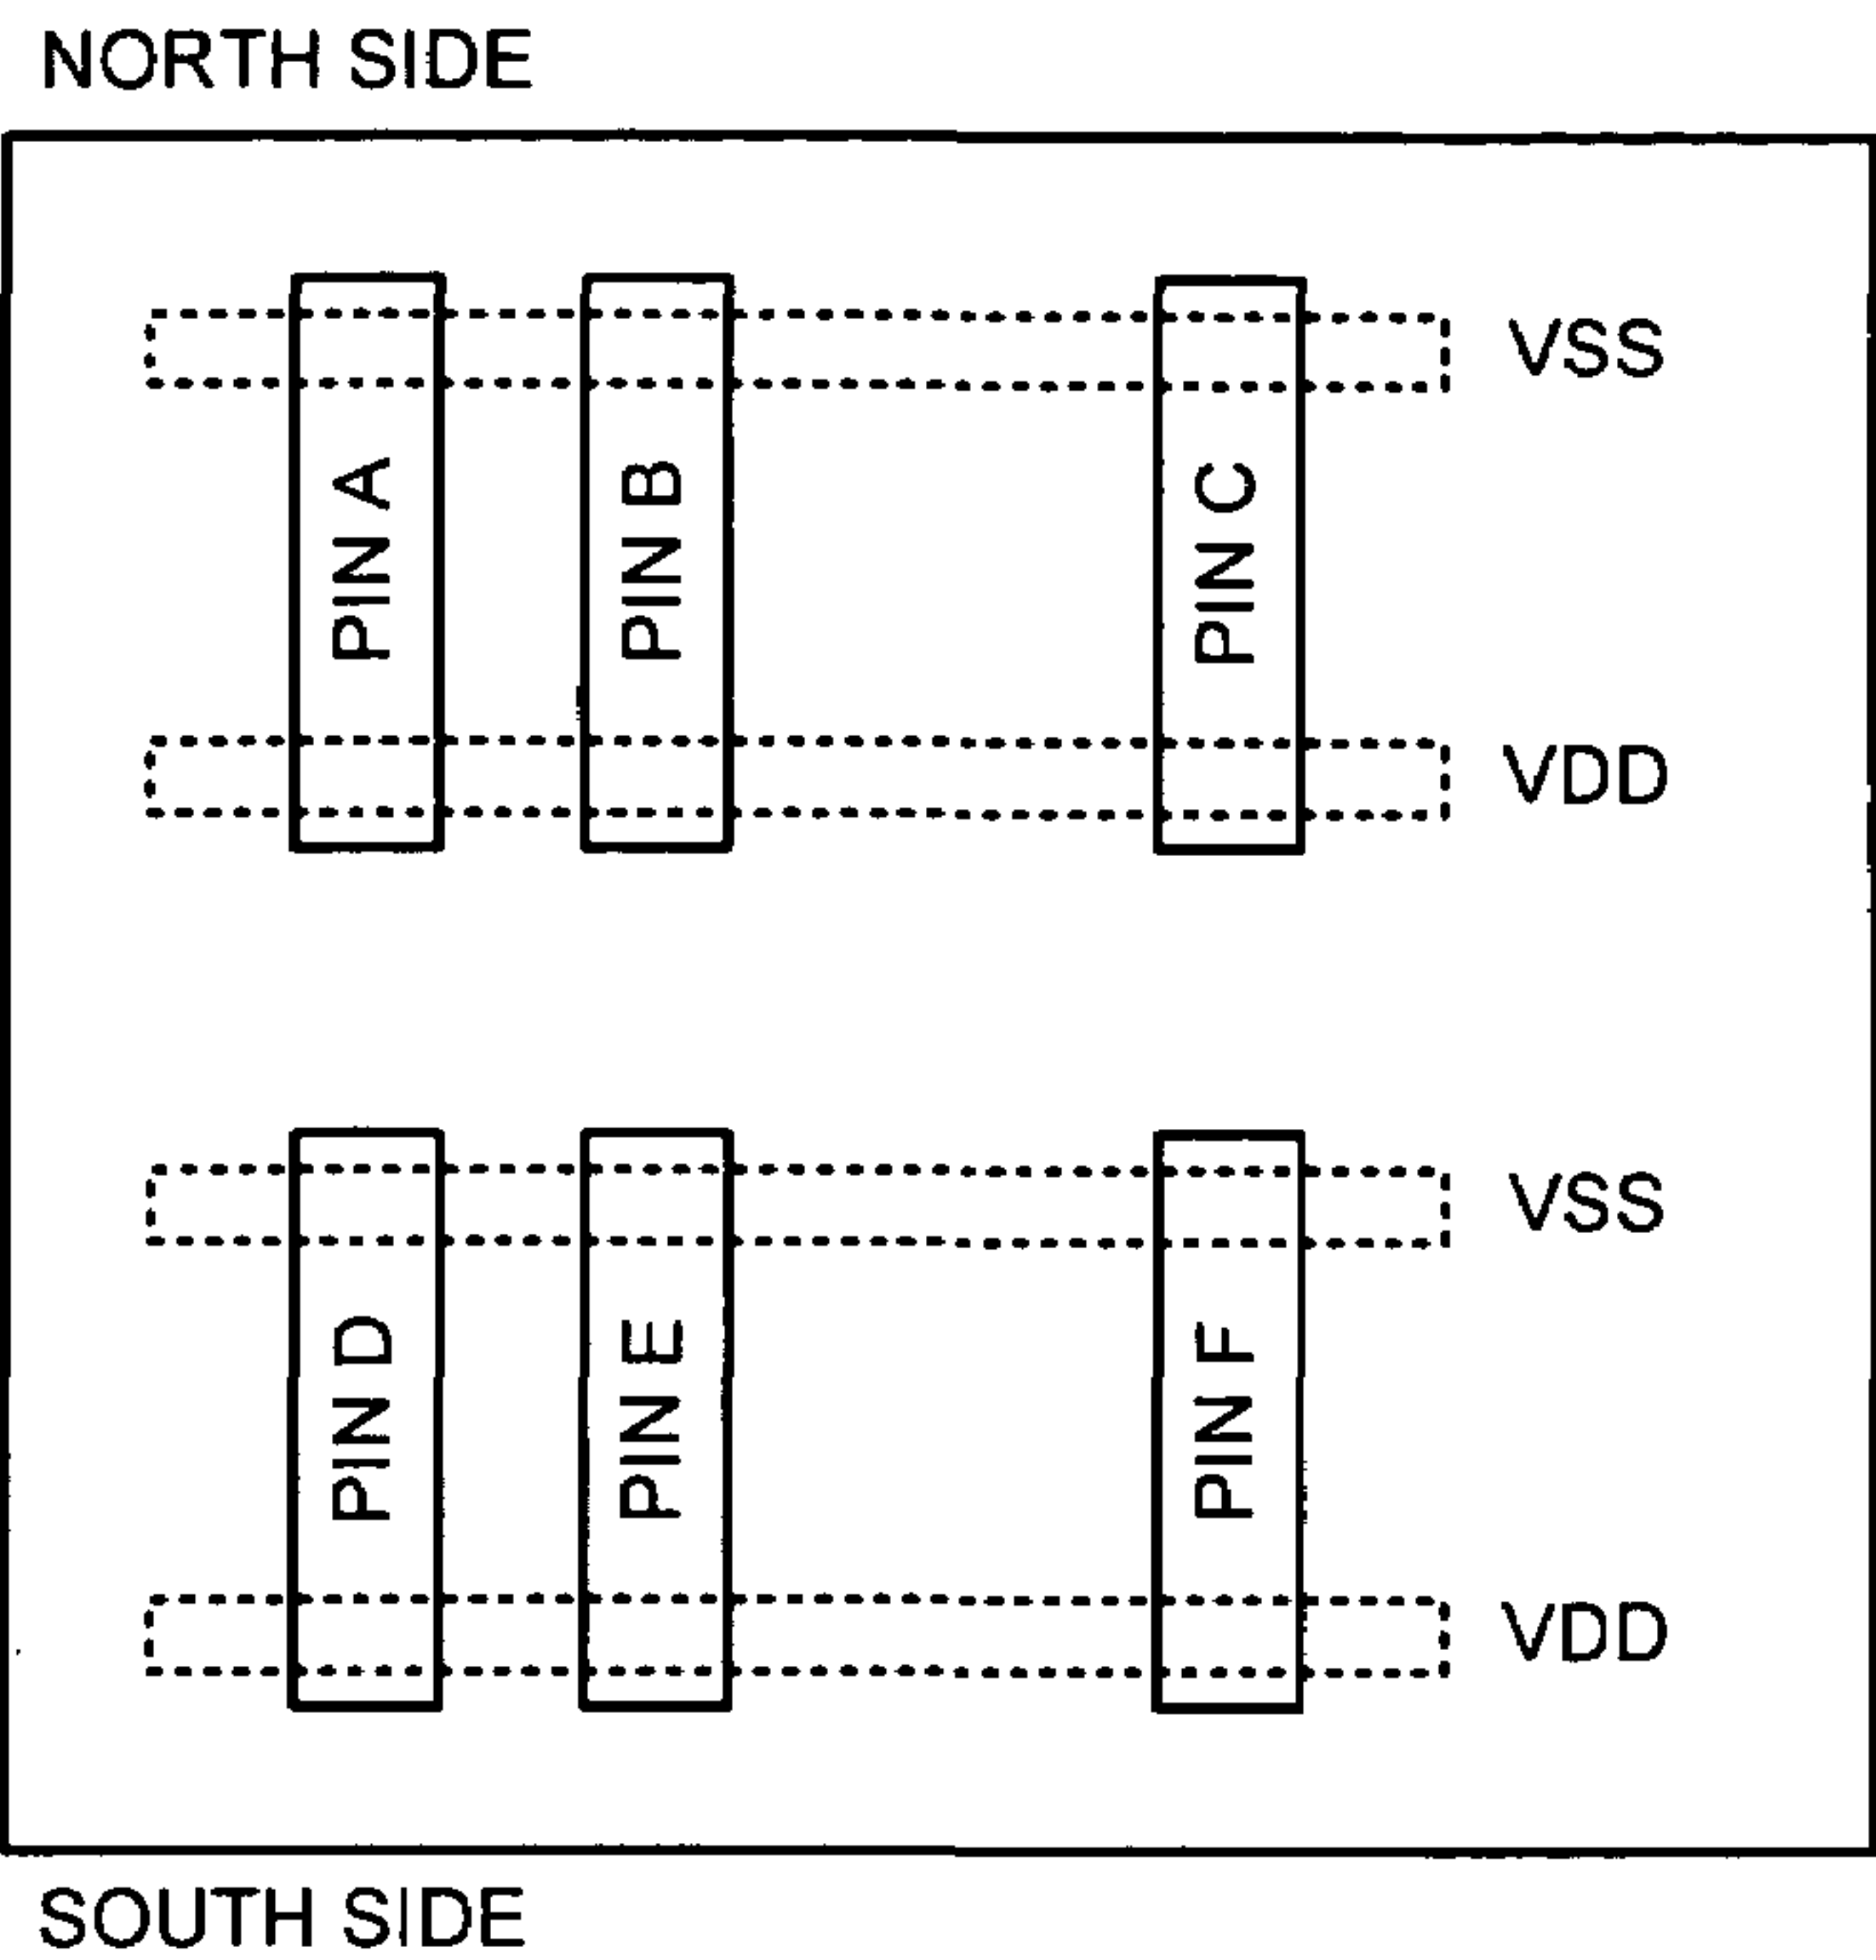 NORTH SIDE
VSS
PIN A
PIN B
PIN C
VDD
VSS
PIN D
PIN E
PIN F
VDD
SOUTH SIDE